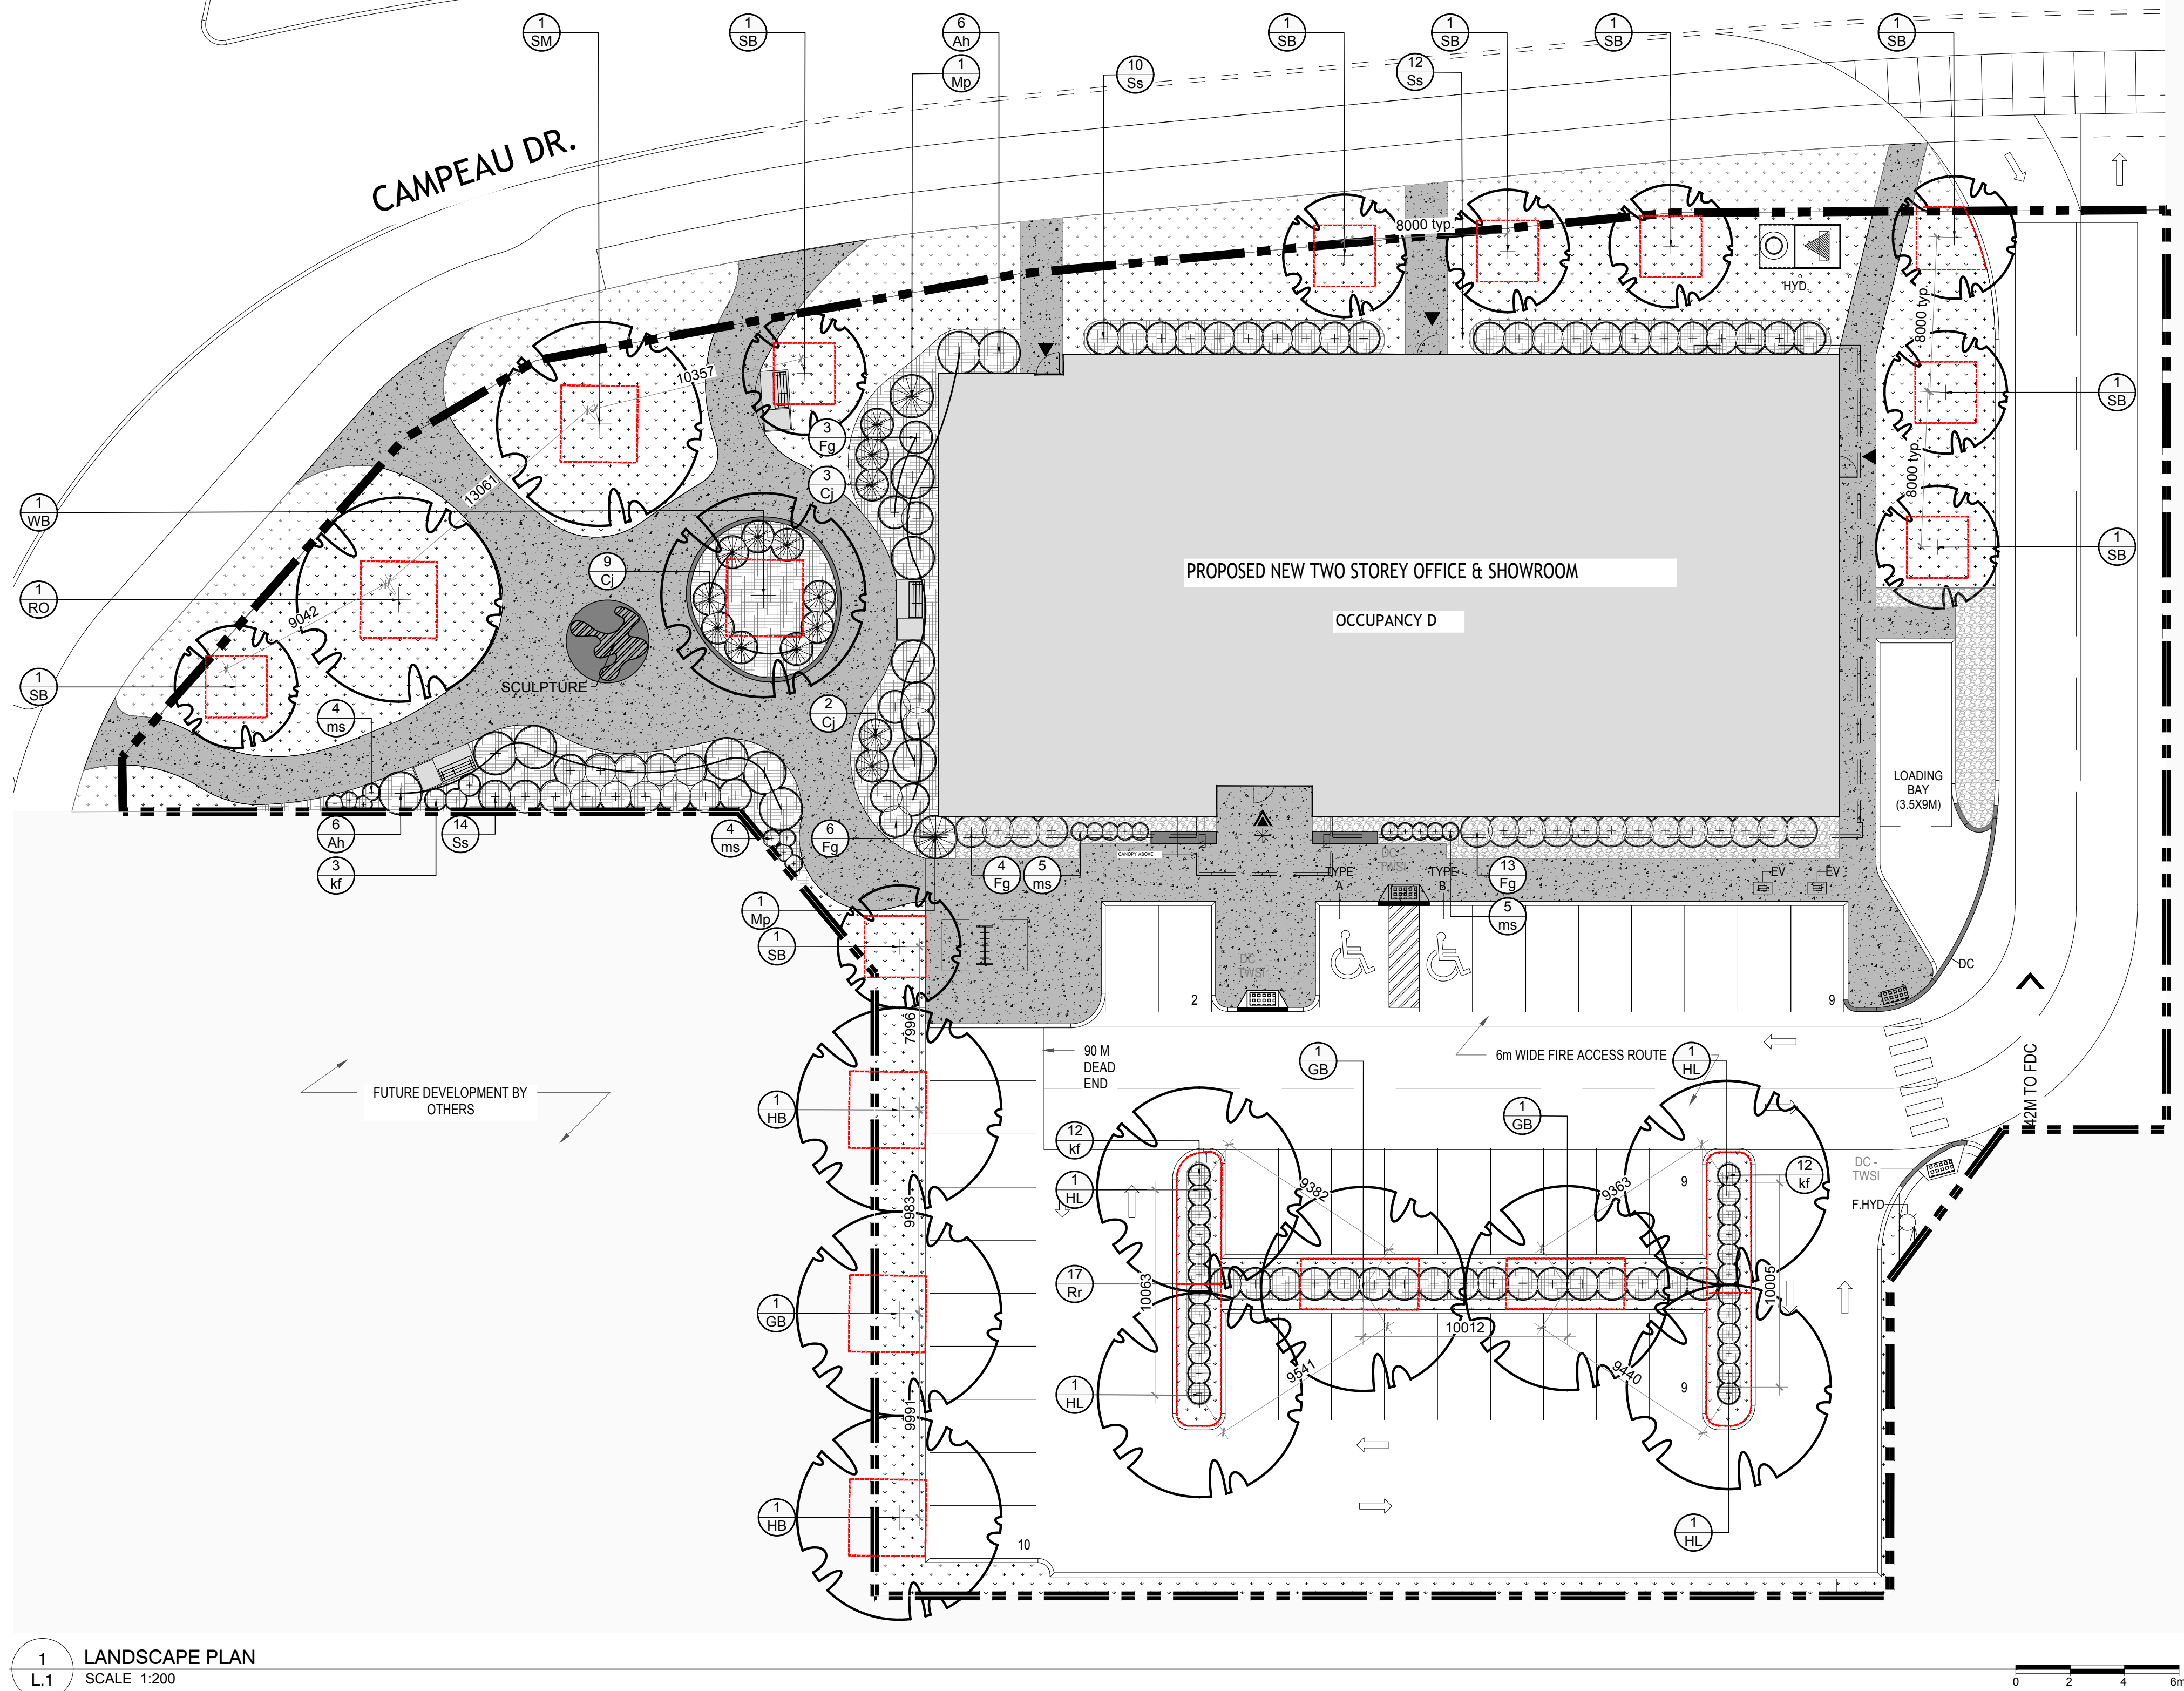 1
SM
1
SB
6
Ah
1
Mp
10
Ss
1
SB
12
Ss
1
SB
1
SB
1
SB
CAMPEAU DR.
8000 typ.
HYD.
8000 typ.
10357
3
Fg
3
Cj
1
SB
8000 typ.
13061
1
WB
1
SB
9
Cj
PROPOSED NEW TWO STOREY OFFICE & SHOWROOM
OCCUPANCY D
1
RO
9042
1
SB
SCULPTURE
4
ms
2
Cj
LOADING
BAY
(3.5X9M)
6
Ah
14
Ss
3
kf
4
ms
6
Fg
CANOPY ABOVE
4
Fg
5
ms
TYPE
A
DC
TWSI
TYPE
B
13
Fg
5
ms
EV
EV
1
Mp
1
SB
DC
TWSI
DC
2
9
7996
90 M
DEAD
END
1
GB
6m WIDE FIRE ACCESS ROUTE
1
HL
42M TO FDC
FUTURE DEVELOPMENT BY
OTHERS
1
HB
1
GB
12
kf
1
HL
9382
9363
9
12
kf
DC -
TWSI
F.HYD
9983
17
Rr
10063
10005
1
GB
10012
9541
9440
1
HL
9
9991
1
HB
10
1
HL
1
L.1
LANDSCAPE PLAN
SCALE 1:200
0 2 4 6m